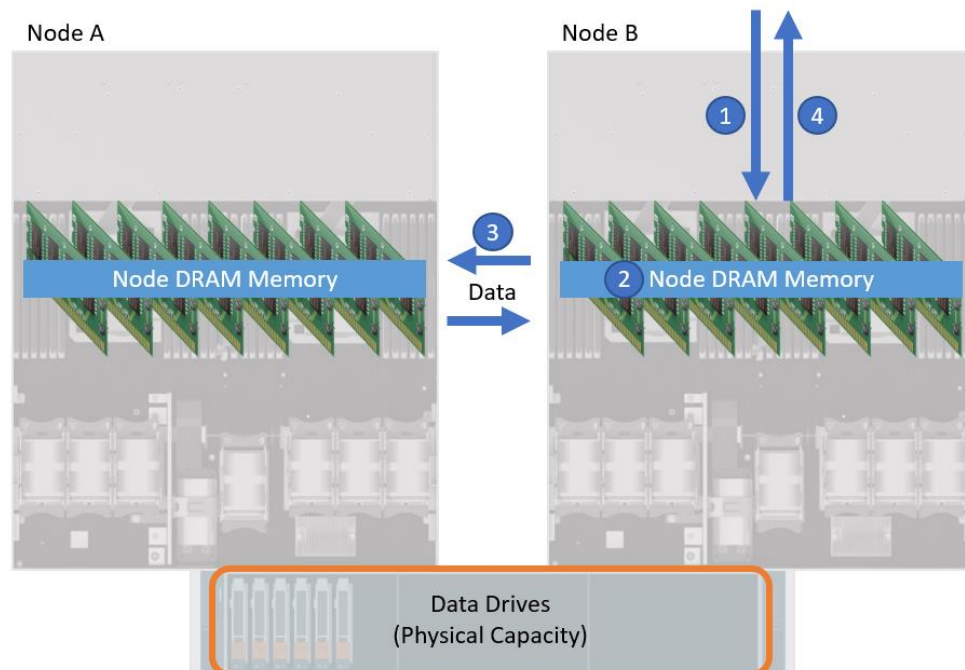 Node A
Node B
1
4
3
Node DRAM Memory
Data
2
Node DRAM Memory
Data Drives
(Physical Capacity)